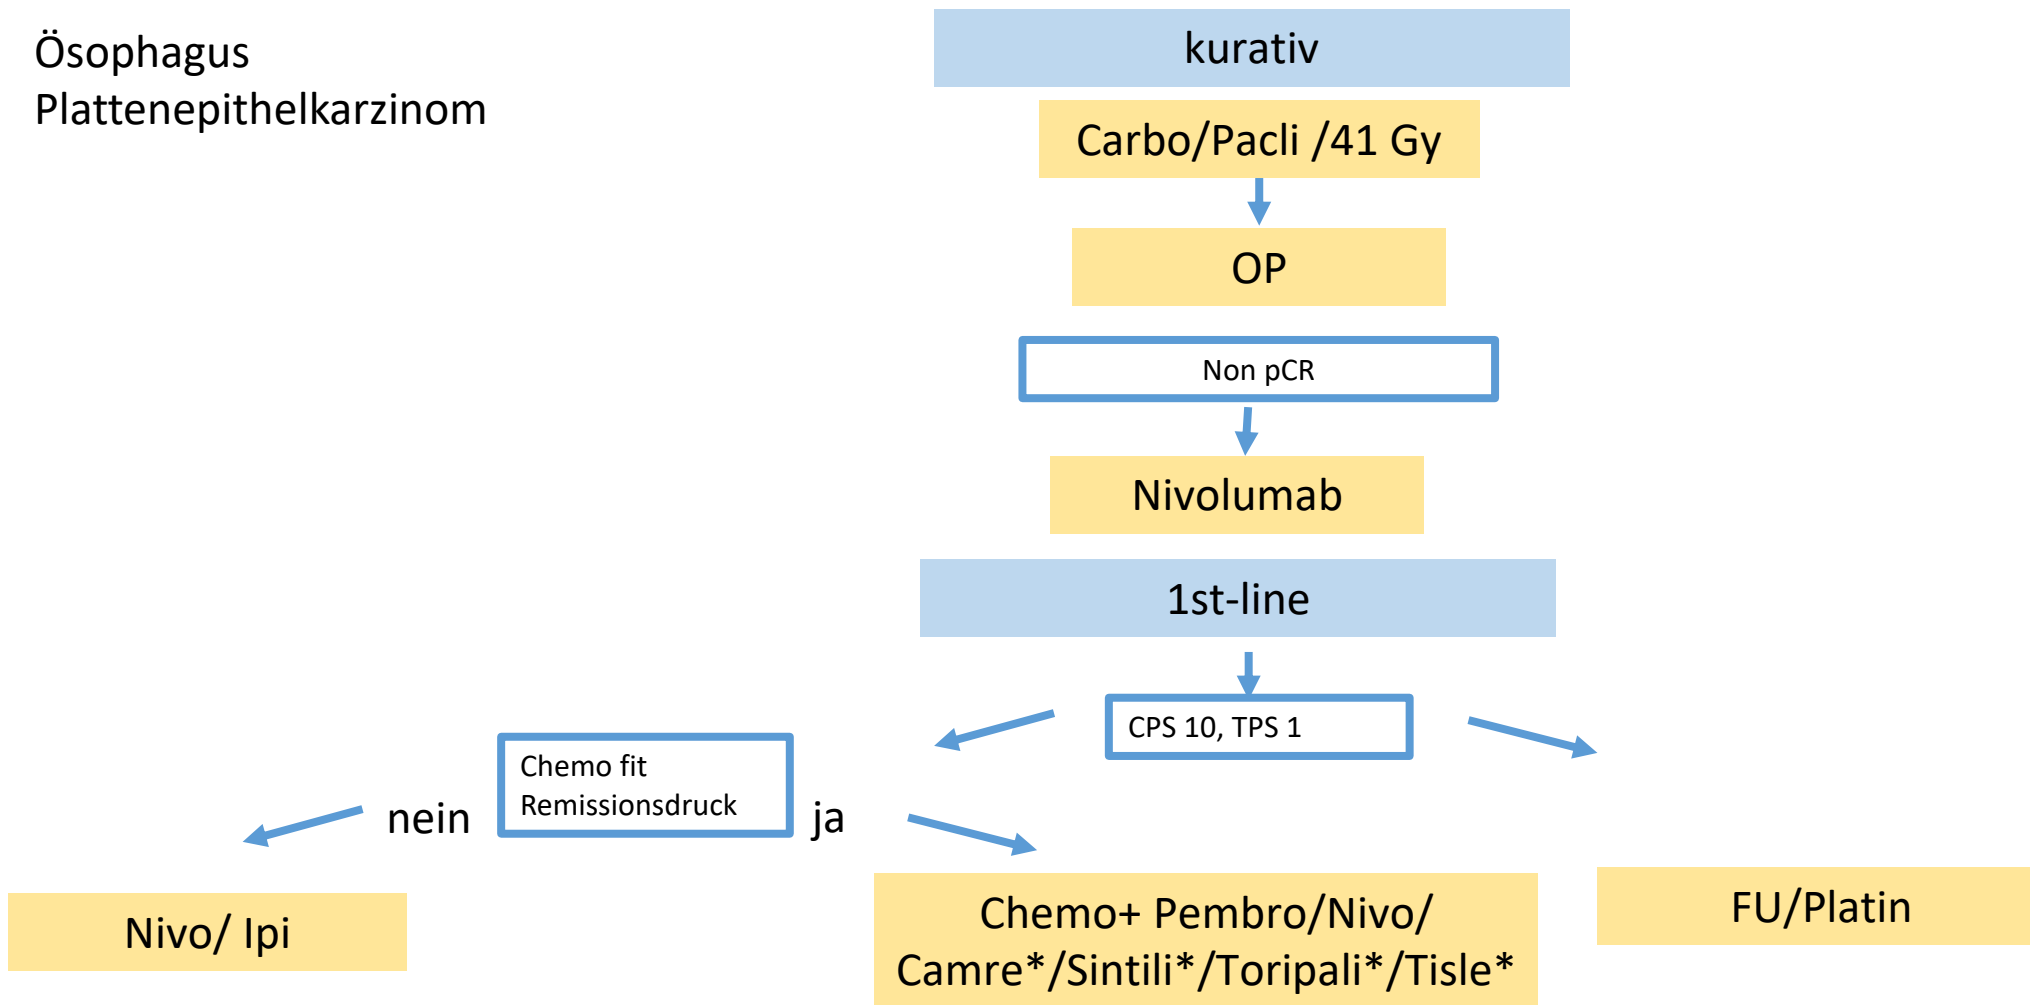 Ösophagus
Plattenepithelkarzinom
kurativ
Carbo/Pacli /41 Gy
OP
Non pCR
Nivolumab
1st-line
CPS 10, TPS 1
Chemo fit
Remissionsdruck
nein
ja
Nivo/ Ipi
Chemo+ Pembro/Nivo/
Camre*/Sintili*/Toripali*/Tisle*
FU/Platin